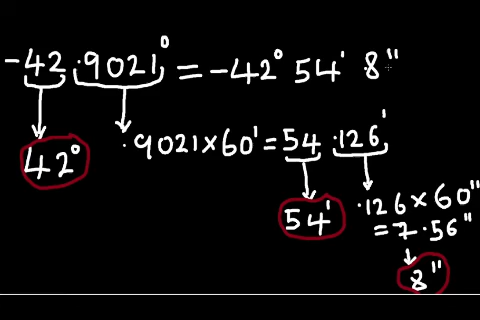 -42.9021° = -42° 54' 8"
42°
.9021×60' = 54.126'
54'
.126×60"
= 7.56"
8"